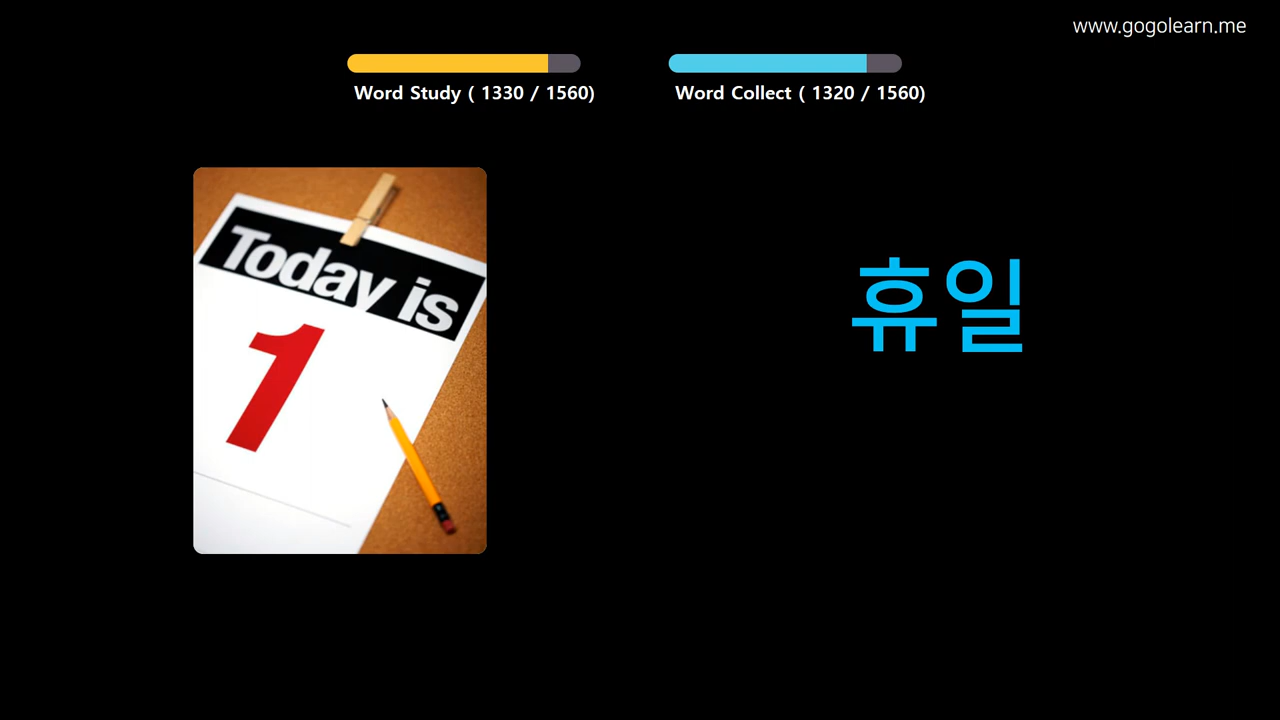 www.gogolearn.me
Word Study ( 1330 / 1560)
Word Collect ( 1320 / 1560)
Today is
1
휴일